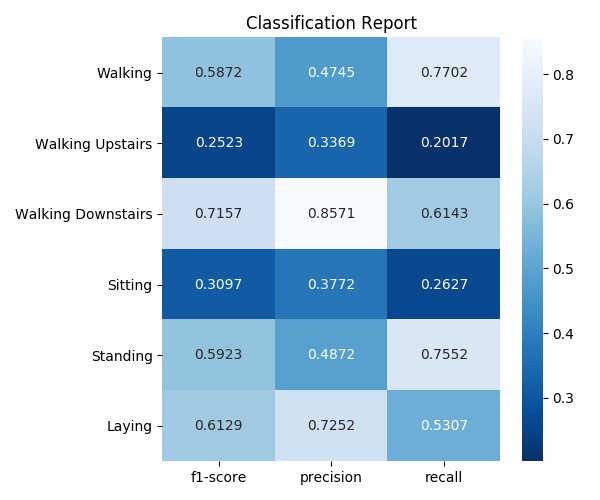 Classification Report
Walking 0.5872 0.4745 0.7702
Walking Upstairs 0.2523 0.3369 0.2017
Walking Downstairs 0.7157 0.8571 0.6143
Sitting 0.3097 0.3772 0.2627
Standing 0.5923 0.4872 0.7552
Laying 0.6129 0.7252 0.5307
f1-score precision recall
0.8
0.7
0.6
0.5
0.4
0.3